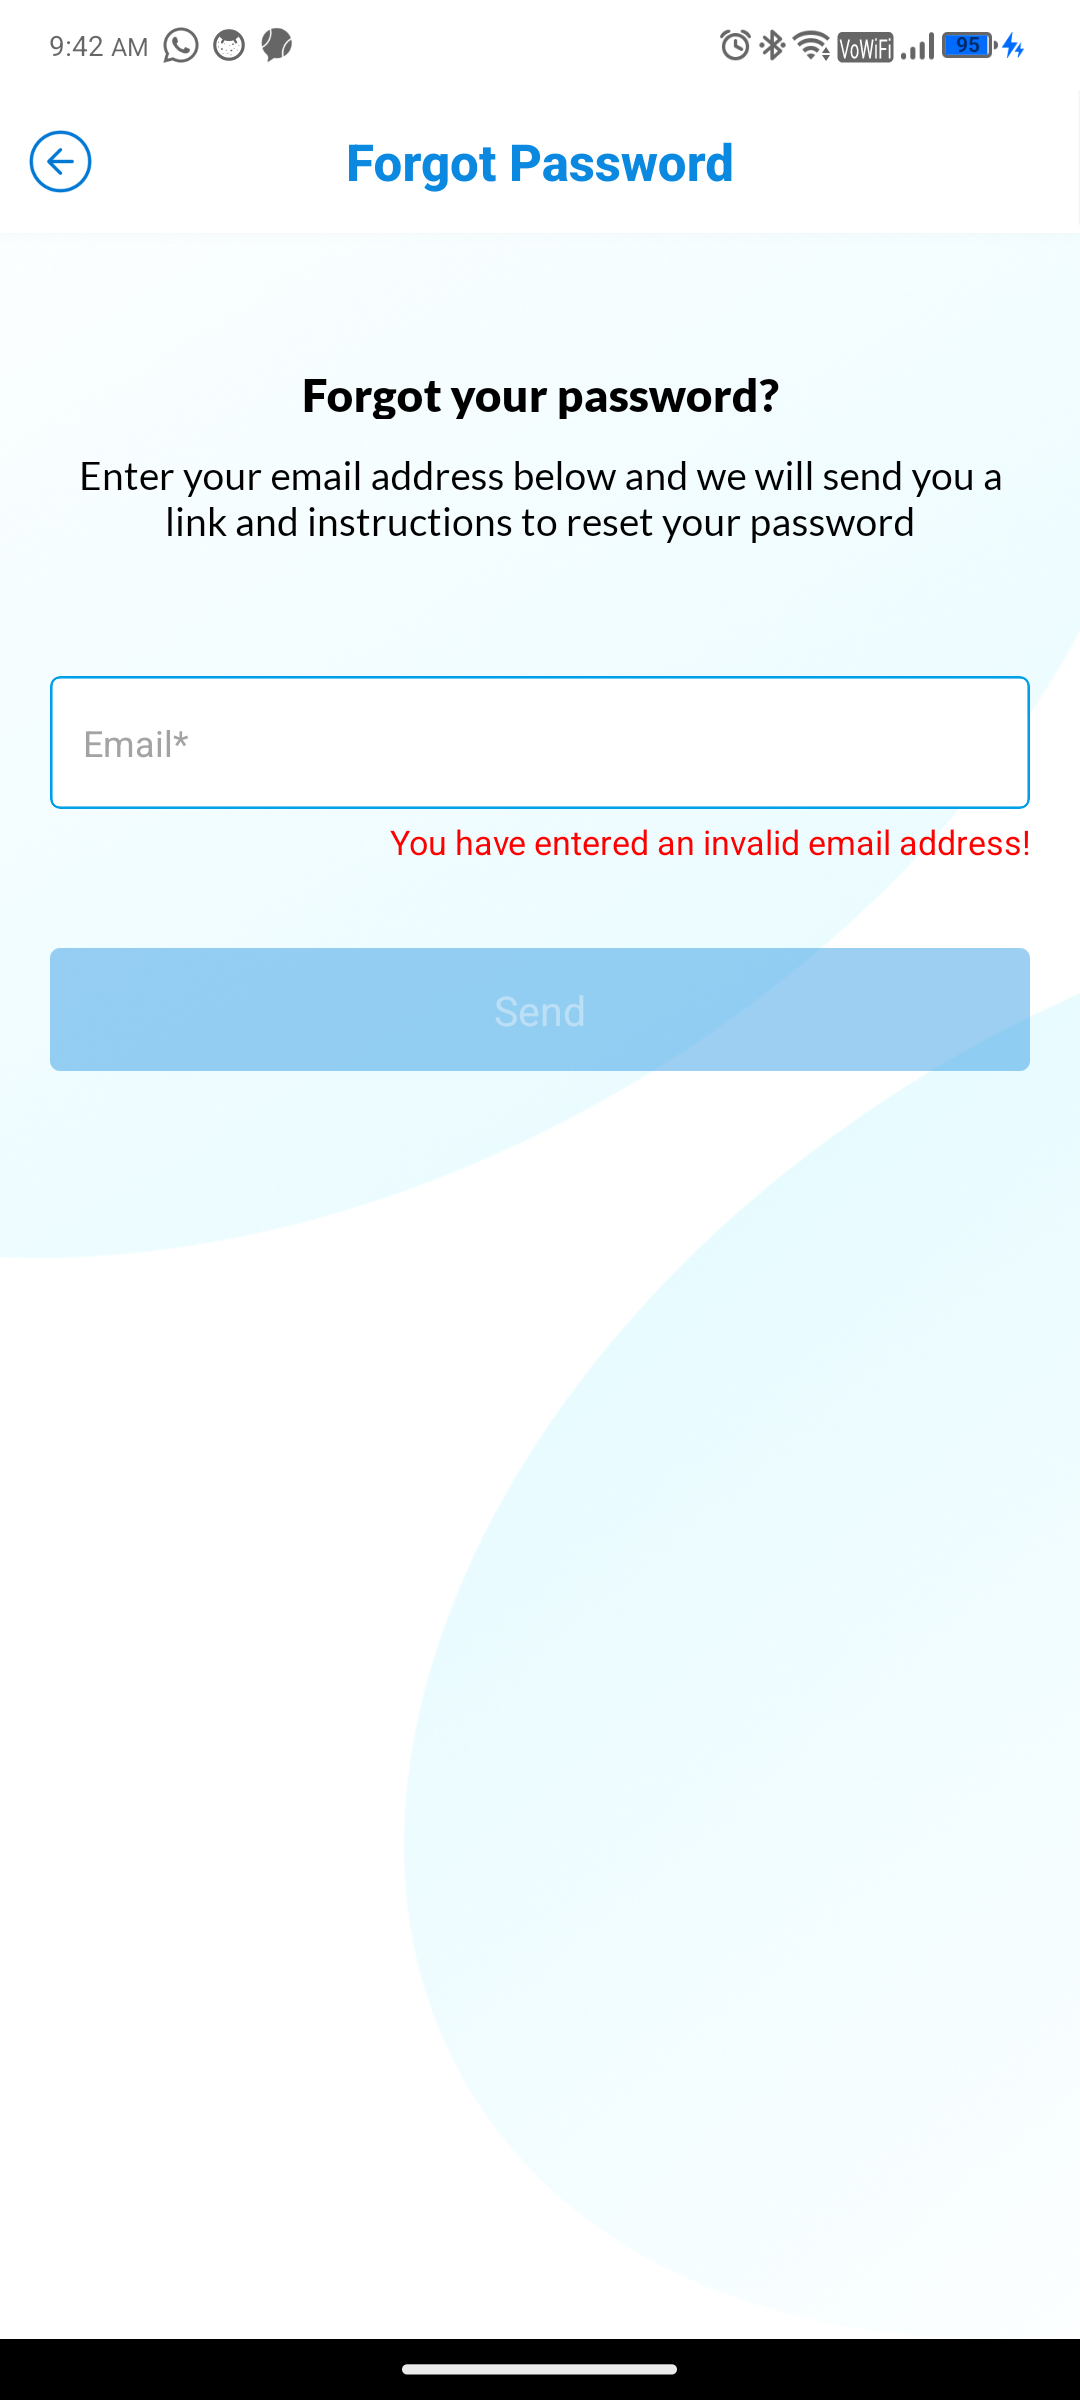 9:42 AM
VoWiFi
95
Forgot Password
Forgot your password?
Enter your email address below and we will send you a
link and instructions to reset your password
Email*
You have entered an invalid email address!
Send